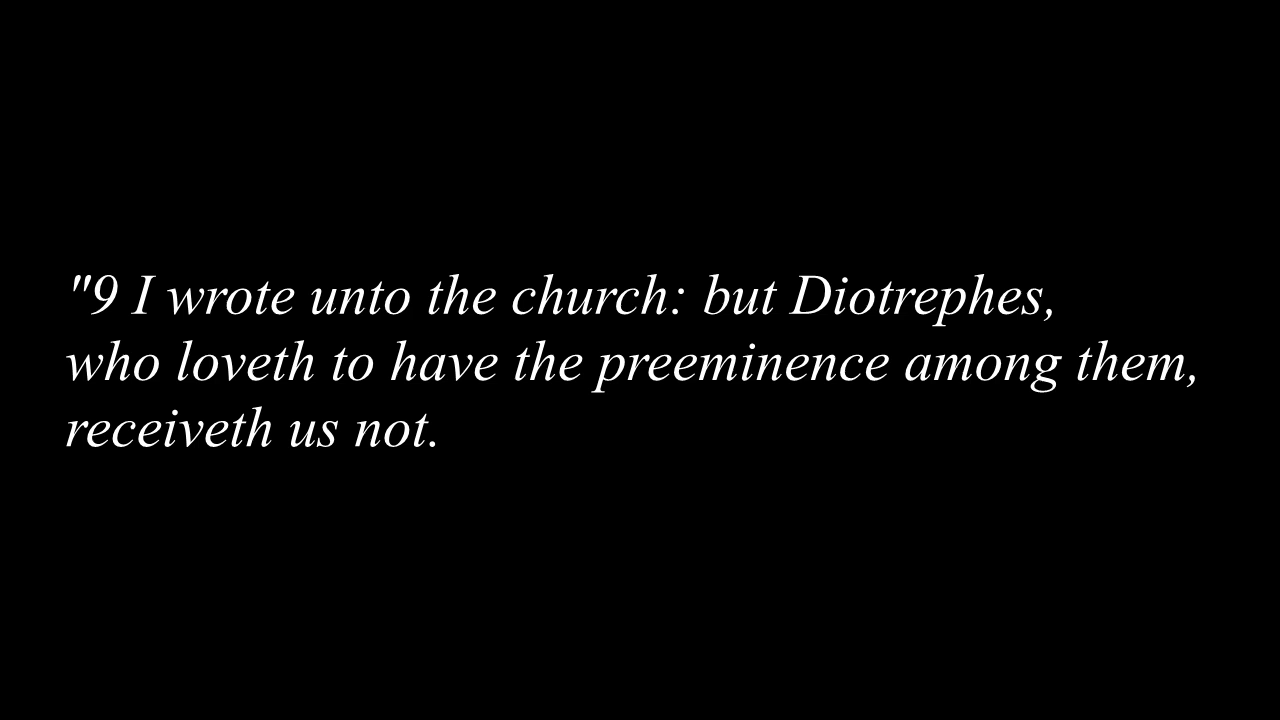 "9 I wrote unto the church: but Diotrephes,
who loveth to have the preeminence among them,
receiveth us not.